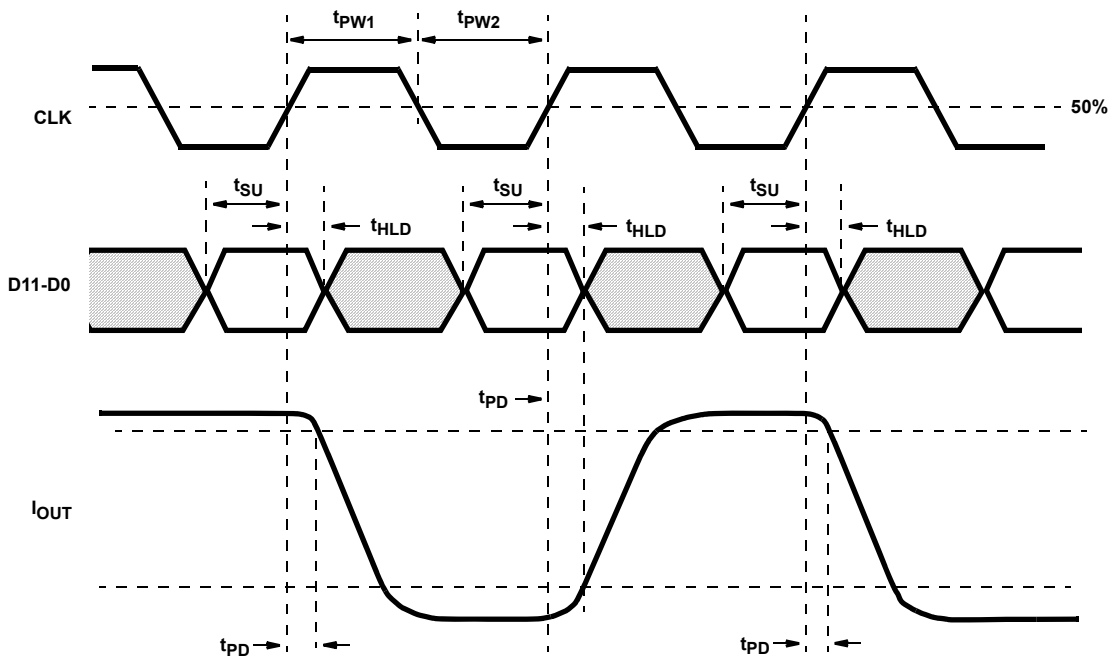 tPW1 tPW2
CLK
50%
tSU tSU tSU
tHLD tHLD tHLD
D11-D0
tPD
IOUT
tPD tPD